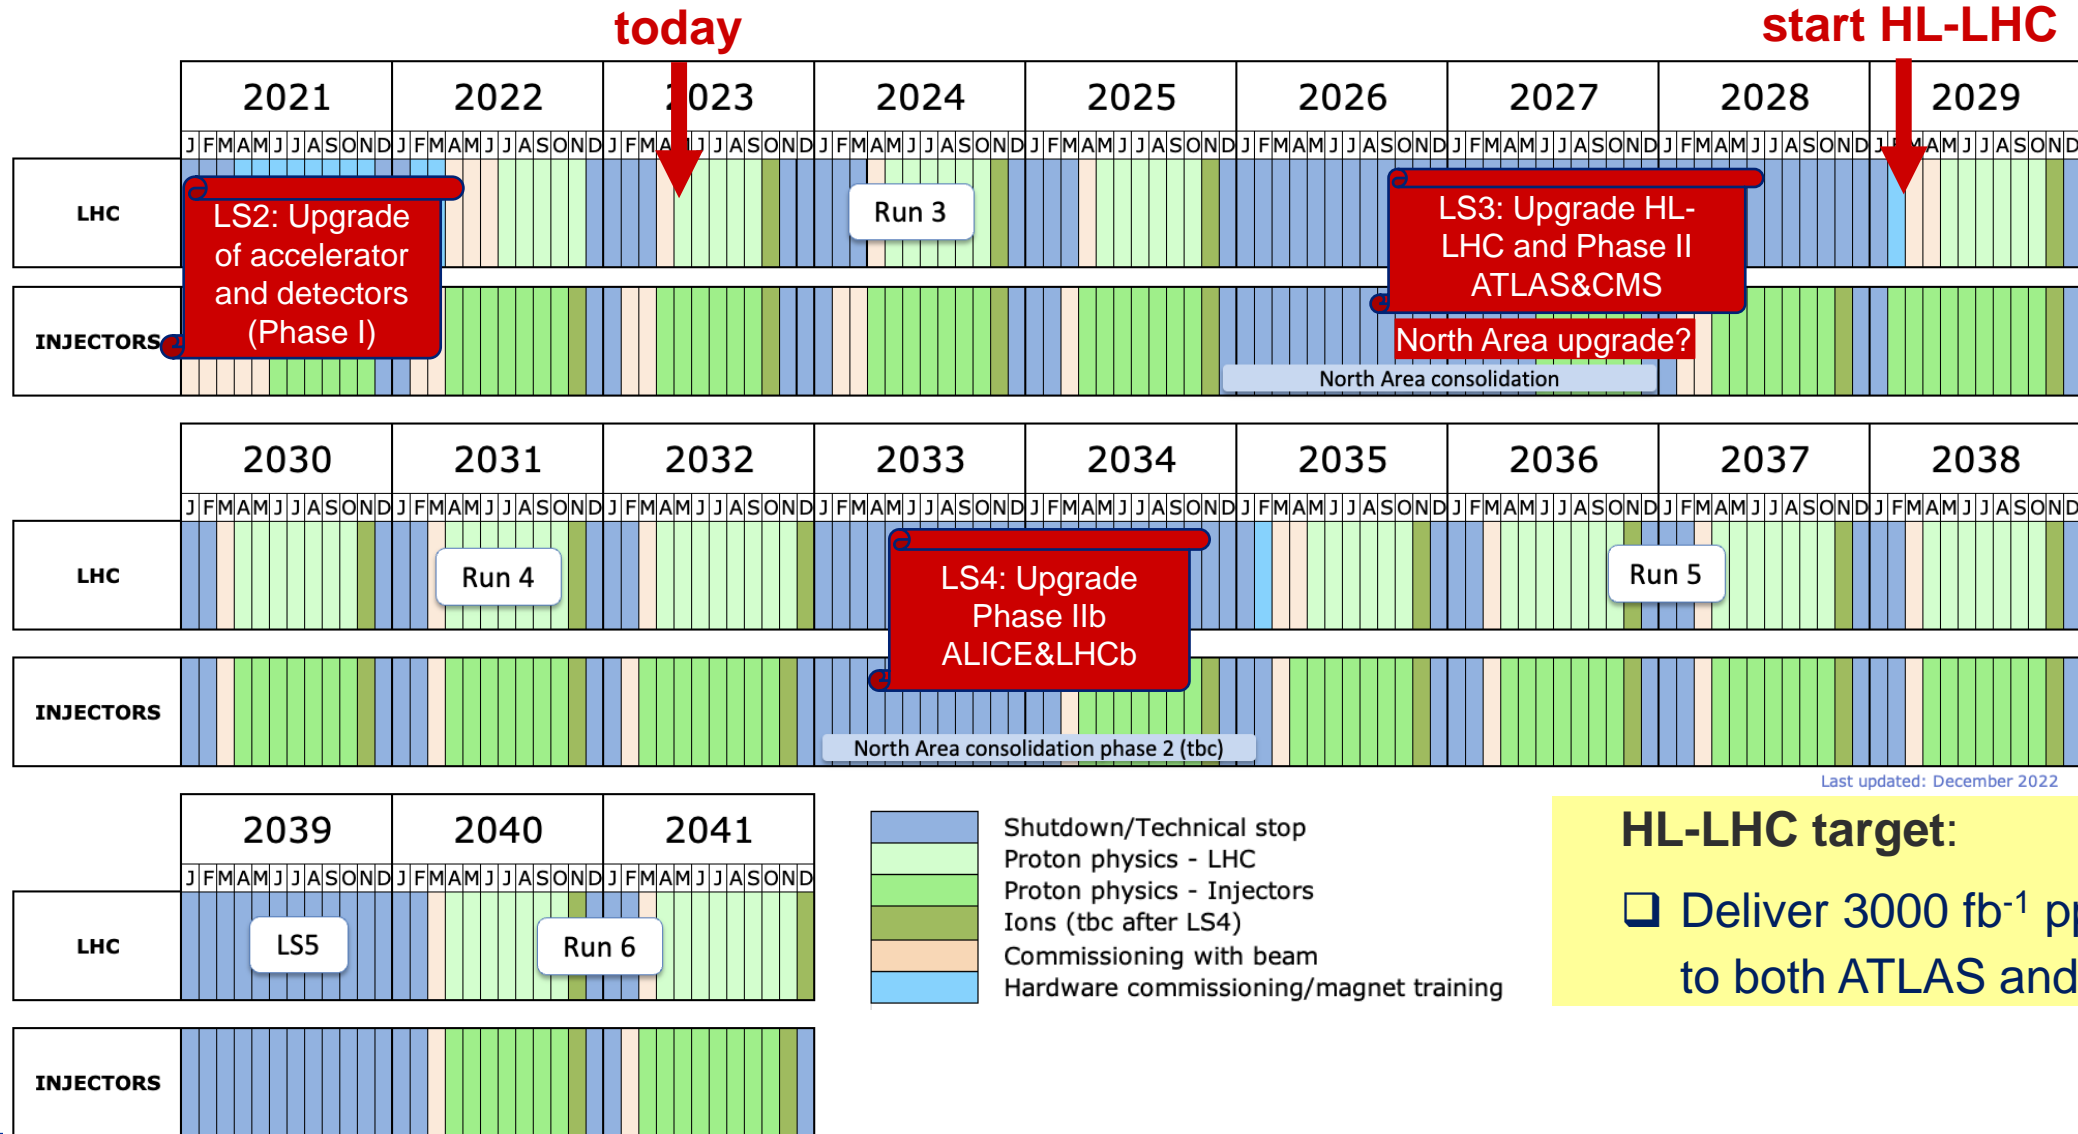 today
start HL-LHC
2021 2022 2023 2024 2025 2026 2027 2028 2029
J F M A M J J A S O N D J F M A M J J A S O N D J F M A M J J A S O N D J F M A M J J A S O N D J F M A M J J A S O N D J F M A M J J A S O N D J F M A M J J A S O N D J F M A M J J A S O N D J F M A M J J A S O N D
LHC
LS2: Upgrade
of accelerator
and detectors
(Phase I)
Run 3
LS3: Upgrade HL-
LHC and Phase II
ATLAS&CMS
INJECTORS
North Area upgrade?
North Area consolidation
2030 2031 2032 2033 2034 2035 2036 2037 2038
J F M A M J J A S O N D J F M A M J J A S O N D J F M A M J J A S O N D J F M A M J J A S O N D J F M A M J J A S O N D J F M A M J J A S O N D J F M A M J J A S O N D J F M A M J J A S O N D J F M A M J J A S O N D
LHC
Run 4
LS4: Upgrade
Phase IIb
ALICE&LHCb
Run 5
INJECTORS
North Area consolidation phase 2 (tbc)
Last updated: December 2022
2039 2040 2041
J F M A M J J A S O N D J F M A M J J A S O N D J F M A M J J A S O N D
LHC
LS5
Run 6
INJECTORS
Shutdown/Technical stop
Proton physics - LHC
Proton physics - Injectors
Ions (tbc after LS4)
Commissioning with beam
Hardware commissioning/magnet training
HL-LHC target:
❑ Deliver 3000 fb⁻¹
to both ATLAS and